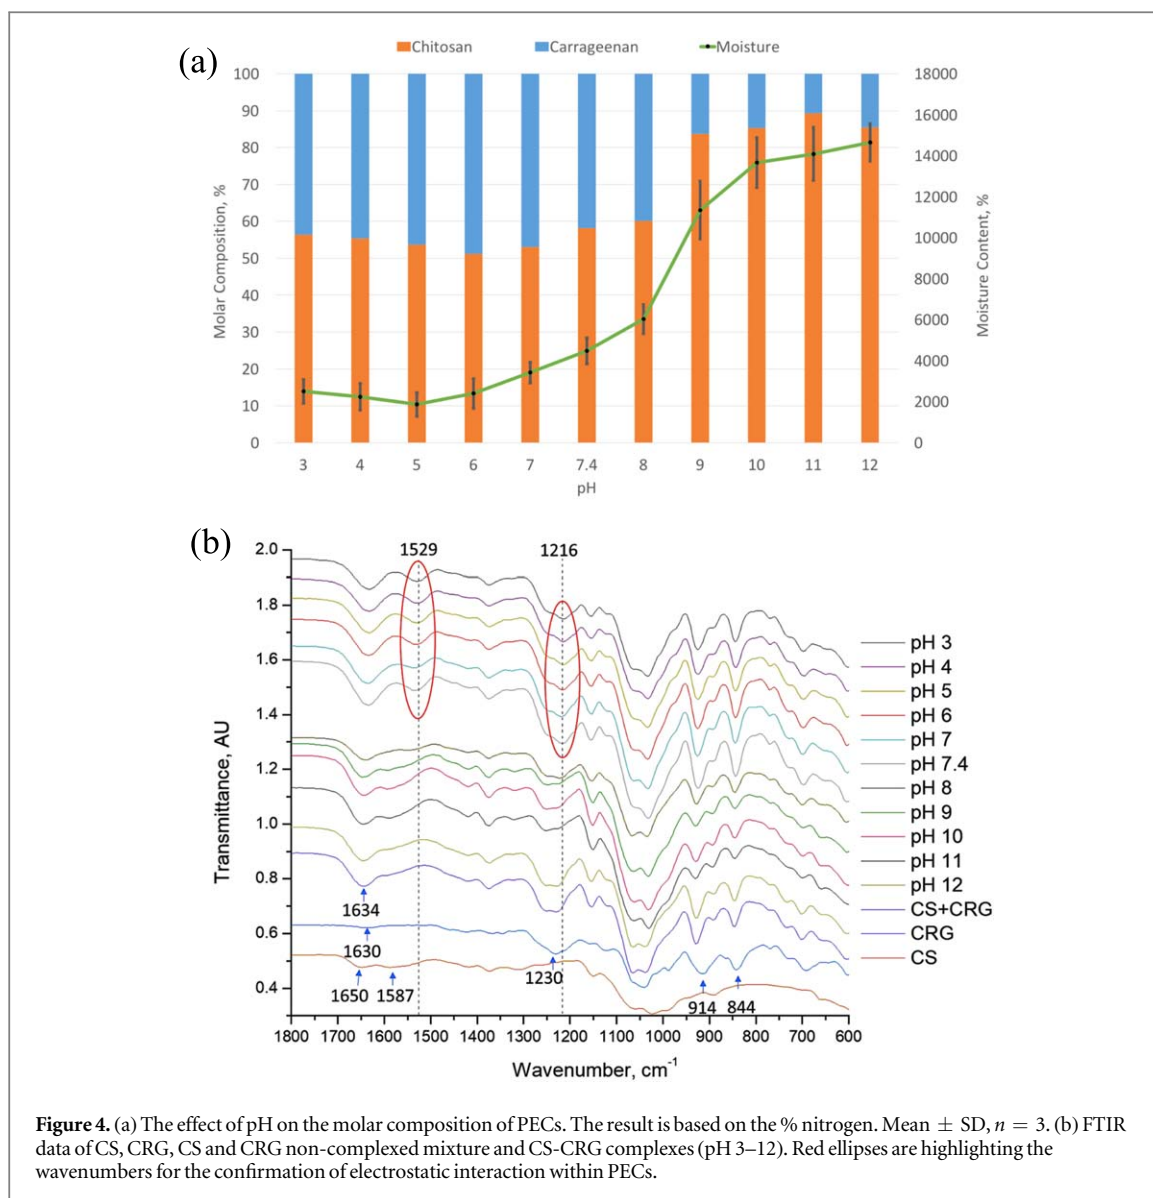 (a)
Chitosan Carrageenan Moisture
100 18000
90 16000
80 14000
70 12000
60 10000
50 8000
40 6000
30 4000
20 2000
10 0
0
Molar Composition, %
Moisture Content, %
3 4 5 6 7 7.4 8 9 10 11 12
pH
(b)
1529 1216
2.0
1.8
1.6
1.4
1.2
1.0
0.8
0.6
0.4
Transmittance, AU
1634
1630
1650 1587
1230
914 844
pH 3
pH 4
pH 5
pH 6
pH 7
pH 7.4
pH 8
pH 9
pH 10
pH 11
pH 12
CS+CRG
CRG
CS
1800 1700 1600 1500 1400 1300 1200 1100 1000 900 800 700 600
Wavenumber, cm-1
Figure 4. (a) The effect of pH on the molar composition of PECs. The result is based on the % nitrogen. Mean ± SD, n = 3. (b) FTIR
data of CS, CRG, CS and CRG non-complexed mixture and CS-CRG complexes (pH 3–12). Red ellipses are highlighting the
wavenumbers for the confirmation of electrostatic interaction within PECs.